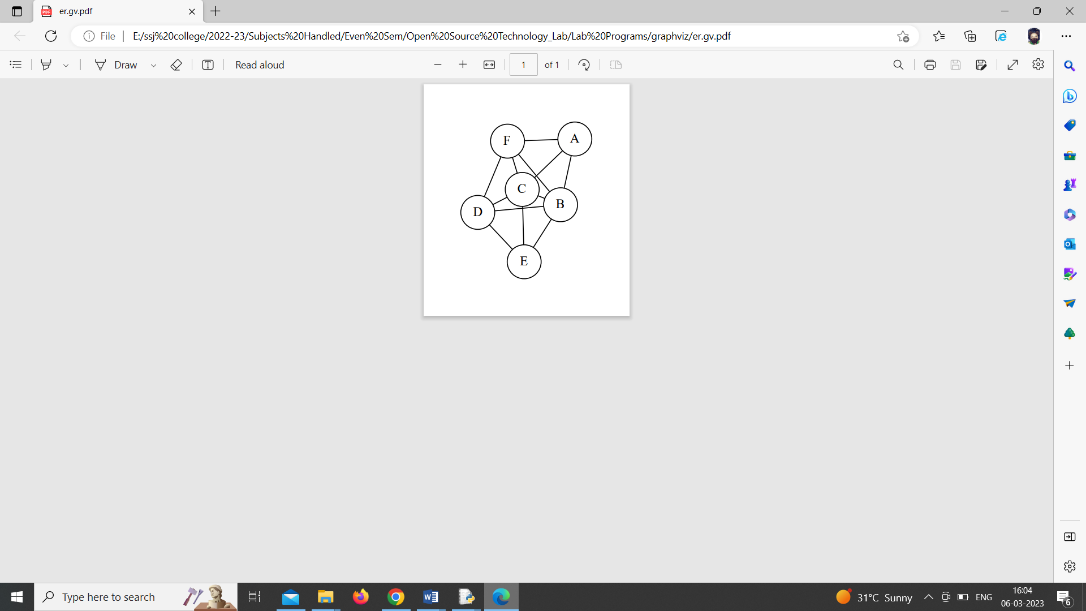 er.gv.pdf
File | E:/ssj%20college/2022-23/Subjects%20Handled/Even%20Sem/Open%20Source%20Technology_Lab/Lab%20Programs/graphviz/er.gv.pdf
Draw
Read aloud
1 of 1
F
A
C
B
D
E
Type here to search
31°C Sunny
ENG
16:04
06-03-2023
6